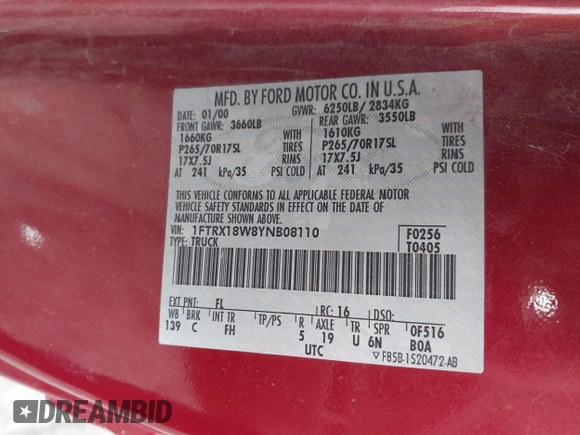 MFD. BY FORD MOTOR CO. IN U.S.A.
DATE: 01/00 GVWR: 6250LB/ 2834KG
FRONT GAWR: 3660LB REAR GAWR: 3550LB
1660KG WITH 1610KG WITH
P265/70R17SL TIRES P265/70R17SL TIRES
17X7.5J RIMS 17X7.5J RIMS
AT 241 kPa/35 PSI COLD AT 241 kPa/35 PSI COLD
THIS VEHICLE CONFORMS TO ALL APPLICABLE FEDERAL MOTOR
VEHICLE SAFETY STANDARDS IN EFFECT ON THE DATE OF
MANUFACTURE SHOWN ABOVE.
VIN: 1FTRX18W8YNB08110 F0256
TYPE: TRUCK T0405
EXT PNT: FL RC: 16 DSO:
WB BRK INT TR TP/PS R AXLE TR SPR 0F516
139 C FH 5 19 U 6N B0A
UTC ▽ F85B-1520472-AB
DREAMBID